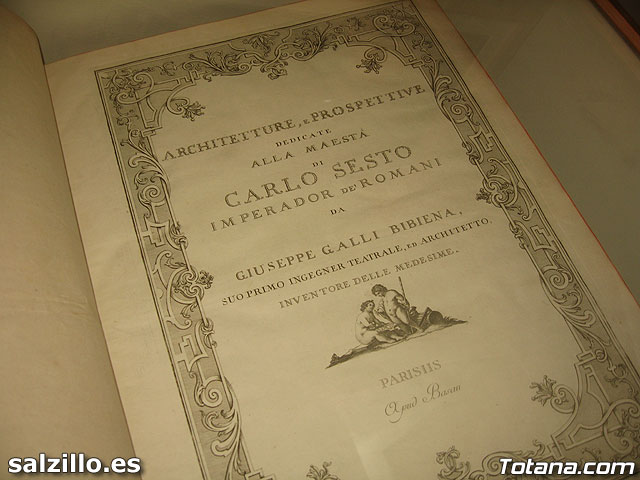 ARCHITETTURE, E PROSPETTIVE
DEDICATE
ALLA MAESTÀ
DI
CARLO SESTO
IMPERADOR DE' ROMANI
DA
GIUSEPPE GALLI BIBIENA,
SUO PRIMO INGEGNER TEATRALE, ED ARCHITETTO.
INVENTORE DELLE MEDESIME.
PARISIIS
Apud Basan
salzillo.es
Totana.com